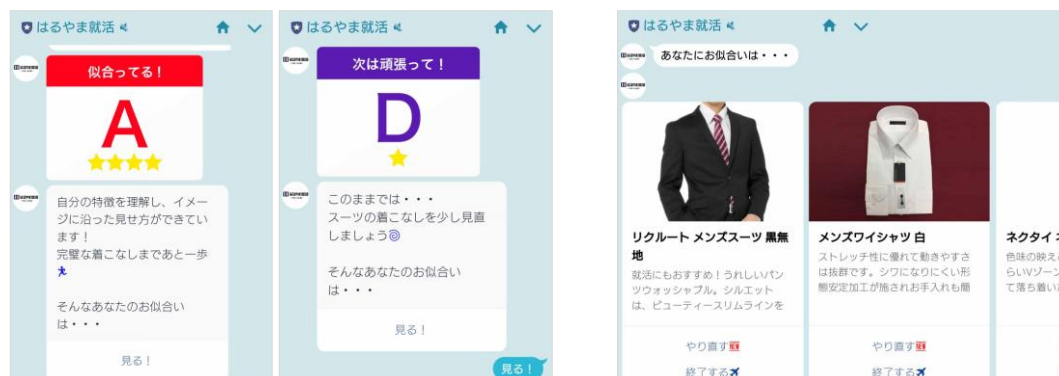 はるやま就活
似合ってる！
A
自分の特徴を理解し、イメー
ジに沿った見せ方ができてい
ます！
完璧な着こなしまであと一歩
そんなあなたのお似合い
は・・・
見る！
はるやま就活
次は頑張って！
D
このままでは・・・
スーツの着こなしを少し見直
しましょう
そんなあなたのお似合い
は・・・
見る！
見る！
はるやま就活
あなたにお似合いは・・・
リクルート メンズスーツ 黒無
地
就活にもおすすめ！うれしいパン
ツウォッシャブル。シルエット
は、ビューティースリムラインを
やり直す
終了する
メンズワイシャツ 白
ストレッチ性に優れて動きやすさ
は抜群です。シワになりにくい形
態安定加工が施されお手入れも簡
やり直す
終了する
ネクタイ
色味の映え
らいVゾーン
て落ち着い